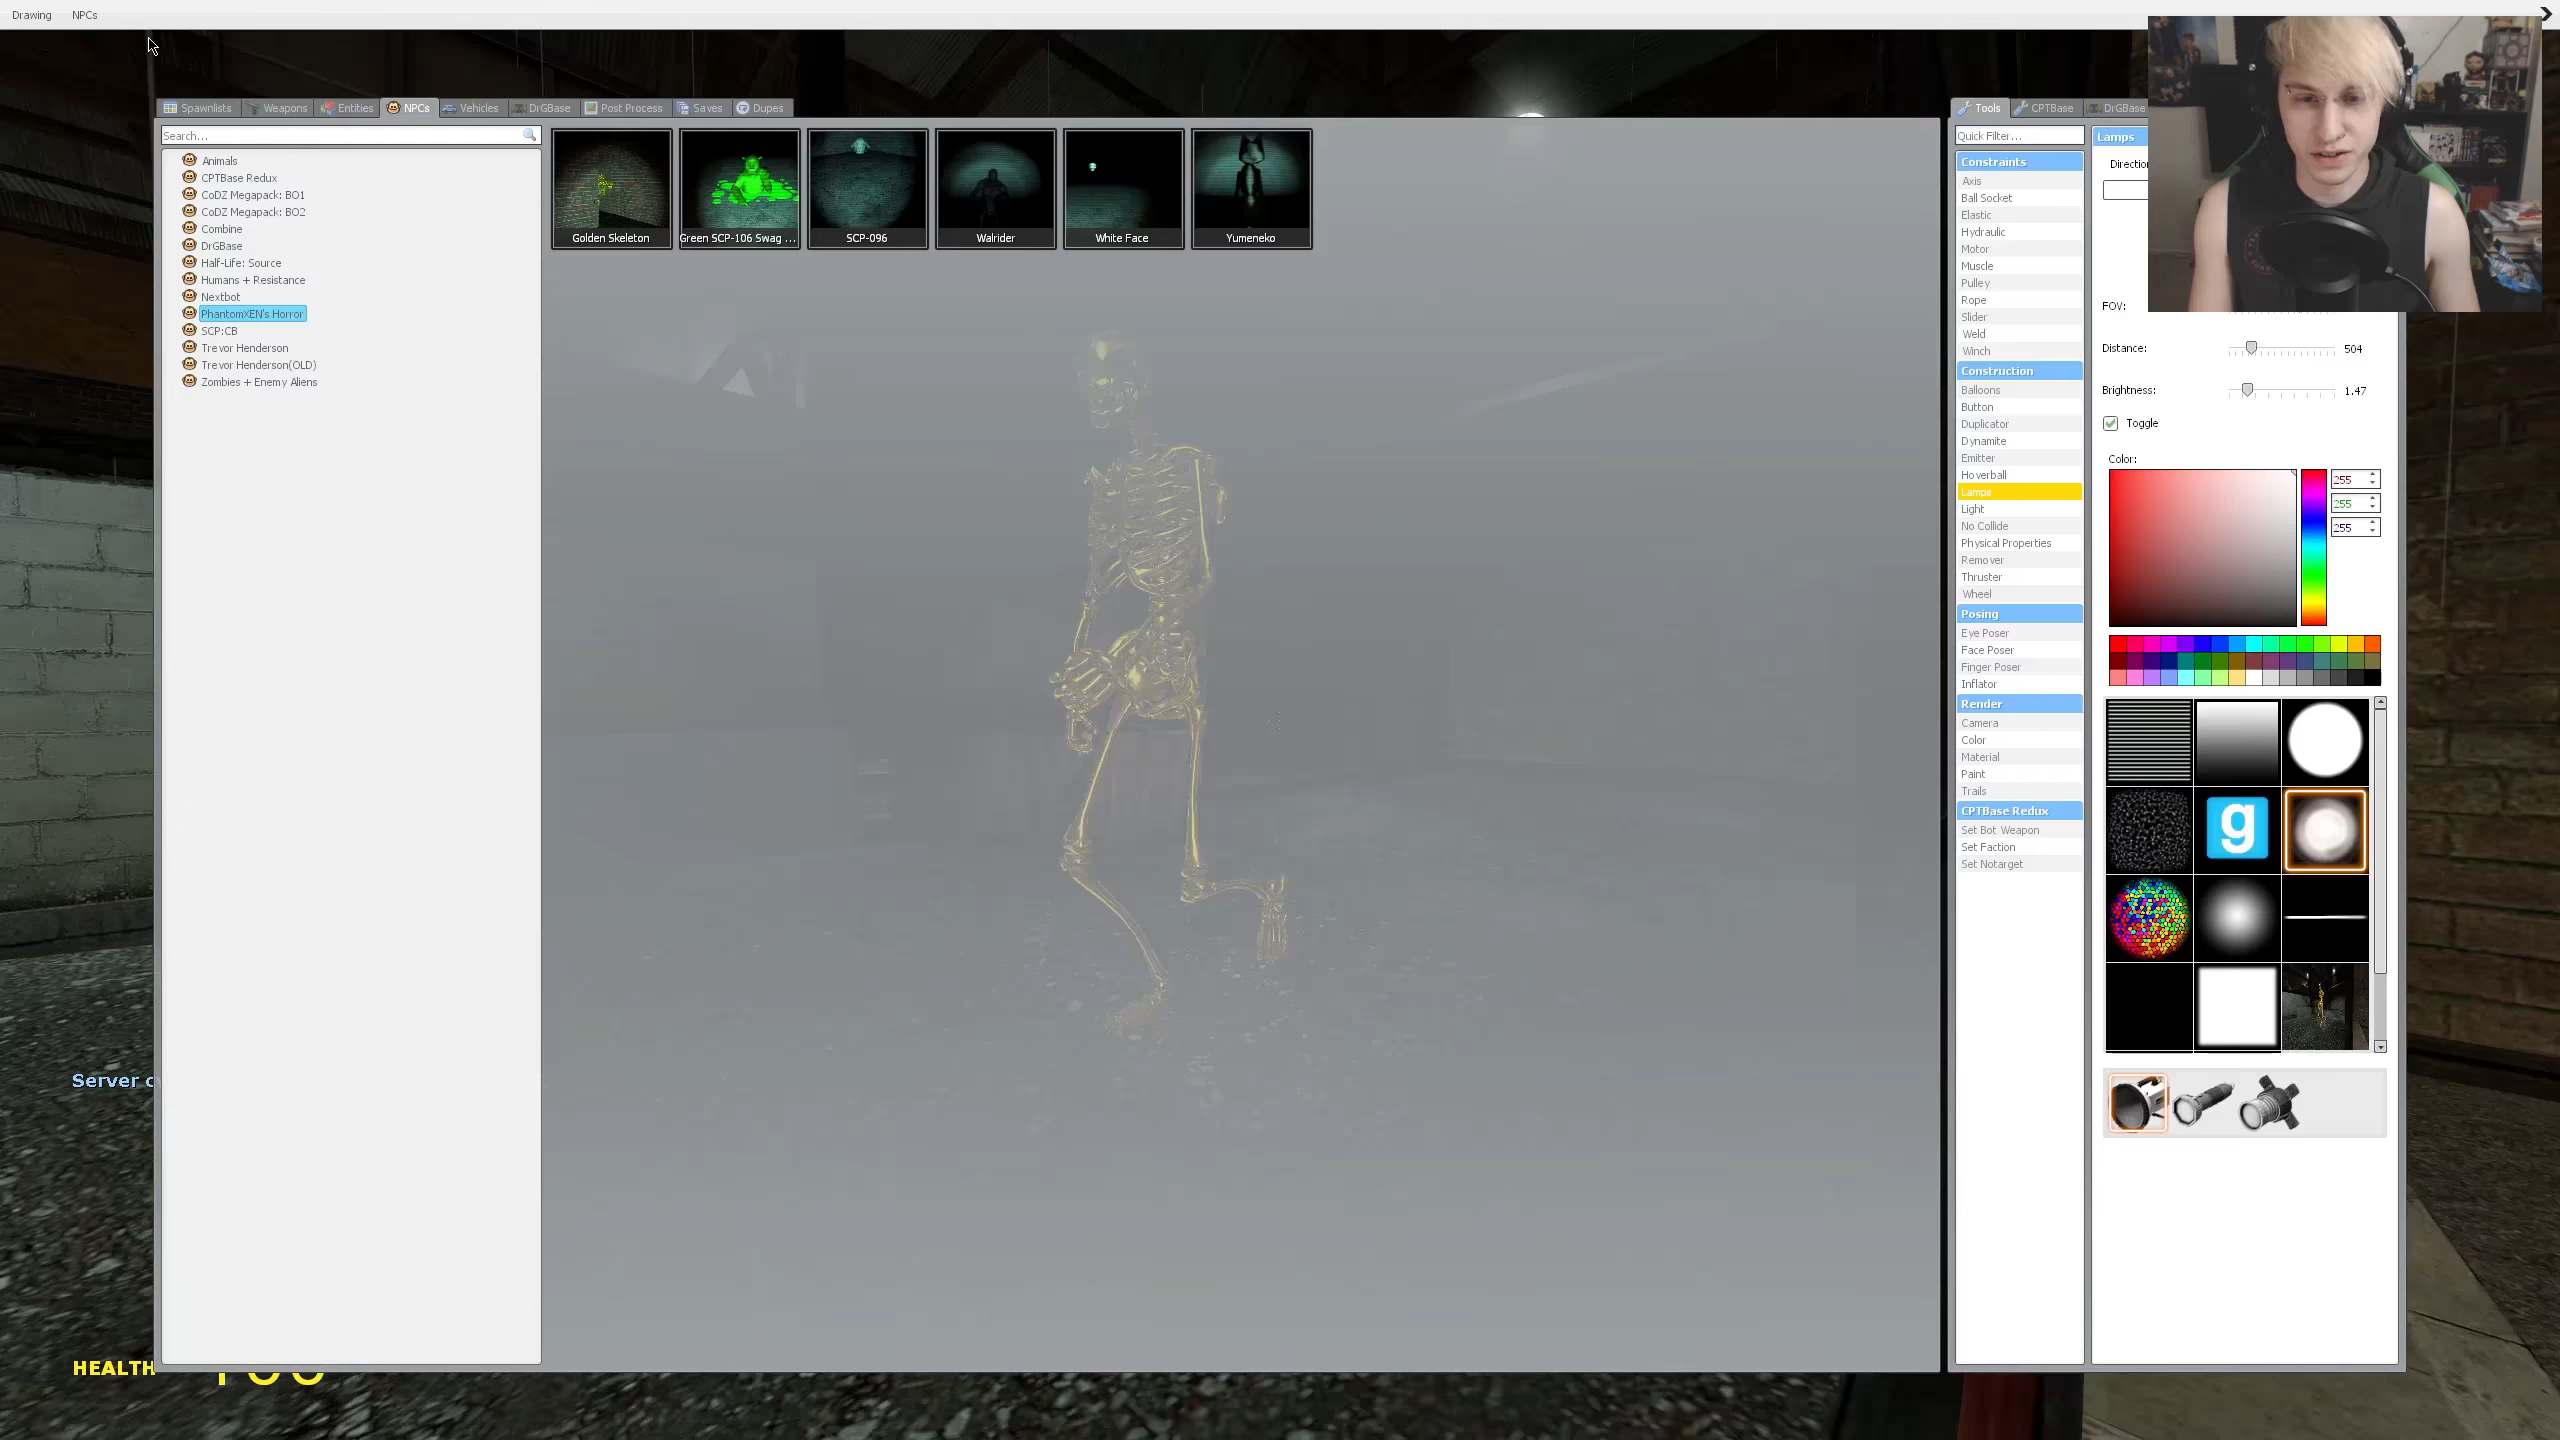 Drawing NPCs
Spawnlists Weapons Entities NPCs Vehicles DrGBase Post Process Saves Dupes
Search...
Animals
CPTBase Redux
CoDZ Megapack: BO1
CoDZ Megapack: BO2
Combine
DrGBase
Half-Life: Source
Humans + Resistance
Nextbot
PhantomXEN's Horror
SCP:CB
Trevor Henderson
Trevor Henderson(OLD)
Zombies + Enemy Aliens
Golden Skeleton
Green SCP-106 Swag ...
SCP-096
Walrider
White Face
Yumeneko
Server
HEALTH
Tools CPTBase DrGBase
Quick Filter...
Constraints
Axis
Ball Socket
Elastic
Hydraulic
Motor
Muscle
Pulley
Rope
Slider
Weld
Winch
Construction
Balloons
Button
Duplicator
Dynamite
Emitter
Hoverball
Lamps
Light
No Collide
Physical Properties
Remover
Thruster
Wheel
Posing
Eye Poser
Face Poser
Finger Poser
Inflator
Render
Camera
Color
Material
Paint
Trails
CPTBase Redux
Set Bot Weapon
Set Faction
Set Notarget
Lamps
FOV:
Distance: 504
Brightness: 1.47
Toggle
Color:
255
255
255
g